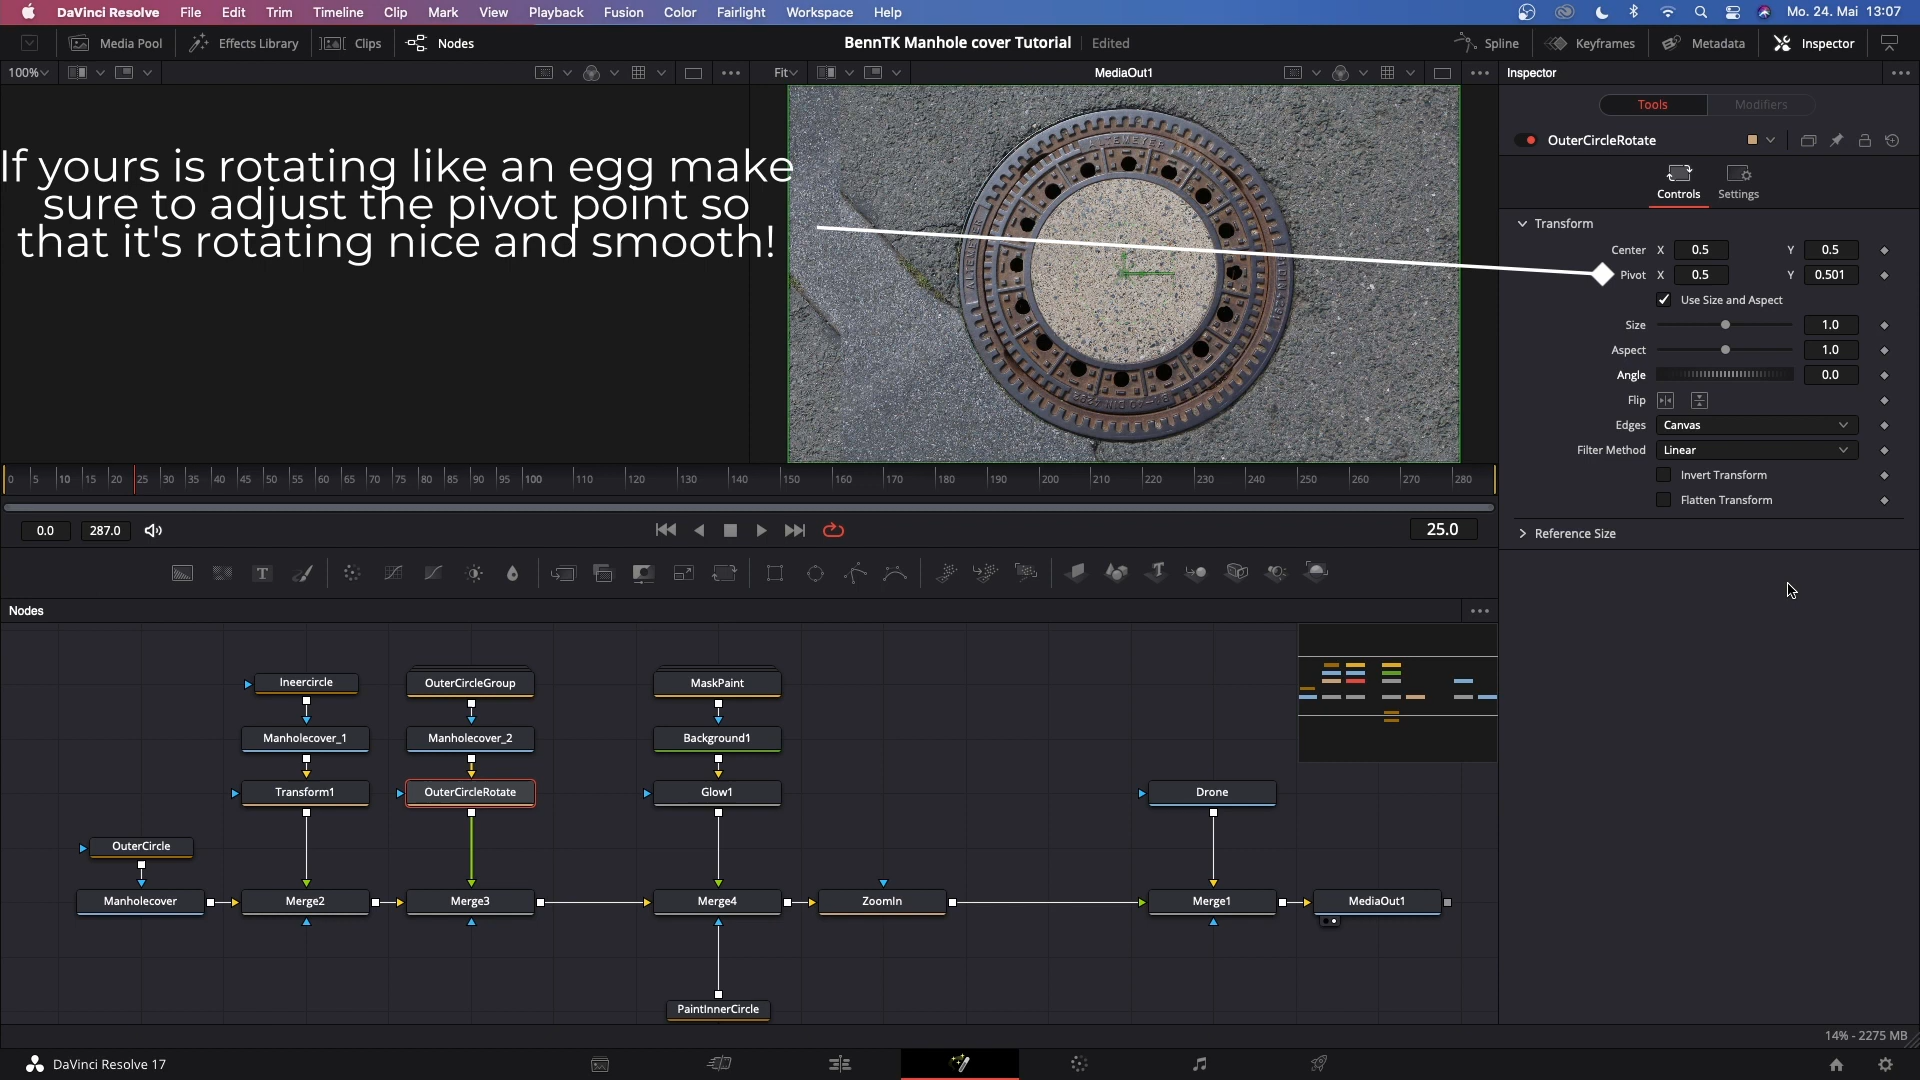 DaVinci Resolve File Edit Trim Timeline Clip Mark View Playback Fusion Color Fairlight Workspace Help Mo. 24. Mai 13:07
Media Pool Effects Library Clips Nodes BennTK Manhole cover Tutorial Edited Spline Keyframes Metadata Inspector
100% Fit MediaOut1 Inspector
Tools Modifiers
OuterCircleRotate
Controls Settings
If yours is rotating like an egg make
sure to adjust the pivot point so
that it's rotating nice and smooth!
Transform
Center X 0.5 Y 0.5
Pivot X 0.5 Y 0.501
Use Size and Aspect
Size 1.0
Aspect 1.0
Angle 0.0
Flip
Edges Canvas
Filter Method Linear
Invert Transform
Flatten Transform
Reference Size
0 5 10 15 20 25 30 35 40 45 50 55 60 65 70 75 80 85 90 95 100 110 120 130 140 150 160 170 180 190 200 210 220 230 240 250 260 270 280
0.0 287.0 25.0
Nodes
Ineercircle OuterCircleGroup MaskPaint
Manholecover_1 Manholecover_2 Background1
Transform1 OuterCircleRotate Glow1 Drone
OuterCircle
Manholecover Merge2 Merge3 Merge4 ZoomIn Merge1 MediaOut1
PaintInnerCircle
14% - 2275 MB
DaVinci Resolve 17